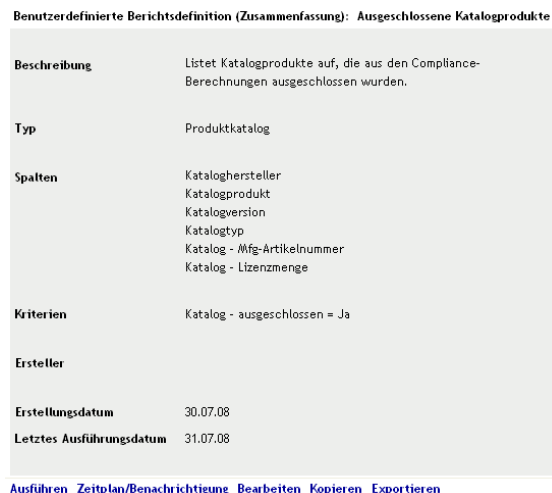 Benutzerdefinierte Berichtsdefinition (Zusammenfassung): Ausgeschlossene Katalogprodukte
Beschreibung Listet Katalogprodukte auf, die aus den Compliance-
Berechnungen ausgeschlossen wurden.
Typ Produktkatalog
Spalten Kataloghersteller
Katalogprodukt
Katalogversion
Katalogtyp
Katalog - Mfg-Artikelnummer
Katalog - Lizenzmenge
Kriterien Katalog - ausgeschlossen = Ja
Ersteller
Erstellungsdatum 30.07.08
Letztes Ausführungsdatum 31.07.08
Ausführen Zeitplan/Benachrichtigung Bearbeiten Kopieren Exportieren